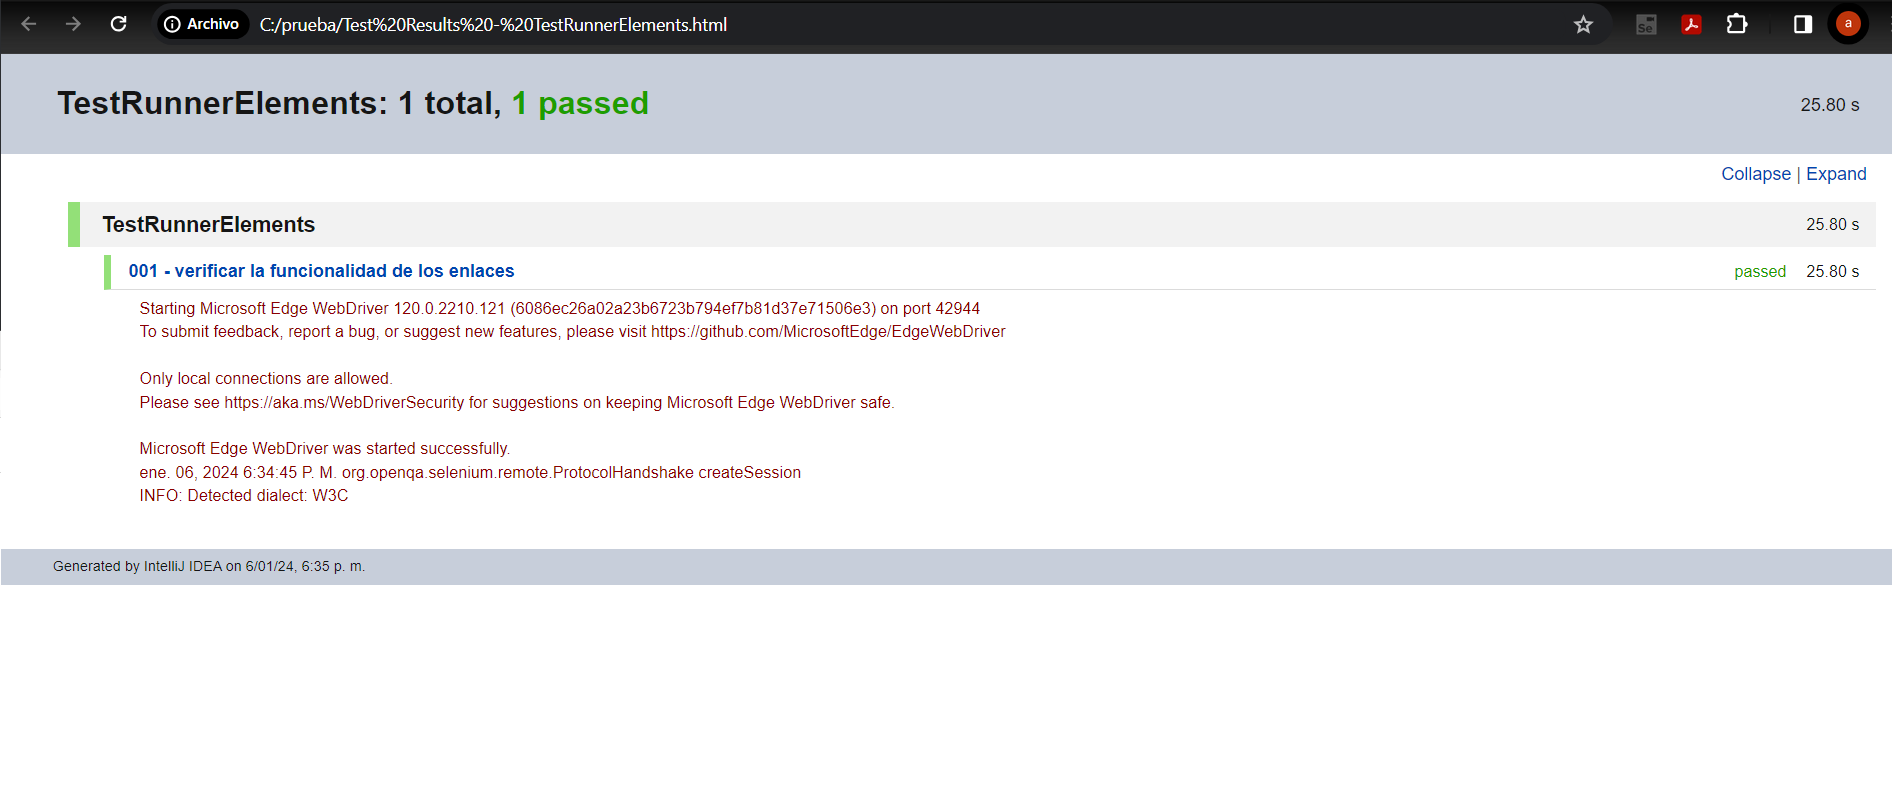 Archivo C:/prueba/Test%20Results%20-%20TestRunnerElements.html
Se
a
TestRunnerElements: 1 total, 1 passed 25.80 s
Collapse | Expand
TestRunnerElements 25.80 s
001 - verificar la funcionalidad de los enlaces passed 25.80 s
Starting Microsoft Edge WebDriver 120.0.2210.121 (6086ec26a02a23b6723b794ef7b81d37e71506e3) on port 42944
To submit feedback, report a bug, or suggest new features, please visit https://github.com/MicrosoftEdge/EdgeWebDriver
Only local connections are allowed.
Please see https://aka.ms/WebDriverSecurity for suggestions on keeping Microsoft Edge WebDriver safe.
Microsoft Edge WebDriver was started successfully.
ene. 06, 2024 6:34:45 P. M. org.openqa.selenium.remote.ProtocolHandshake createSession
INFO: Detected dialect: W3C
Generated by IntelliJ IDEA on 6/01/24, 6:35 p. m.